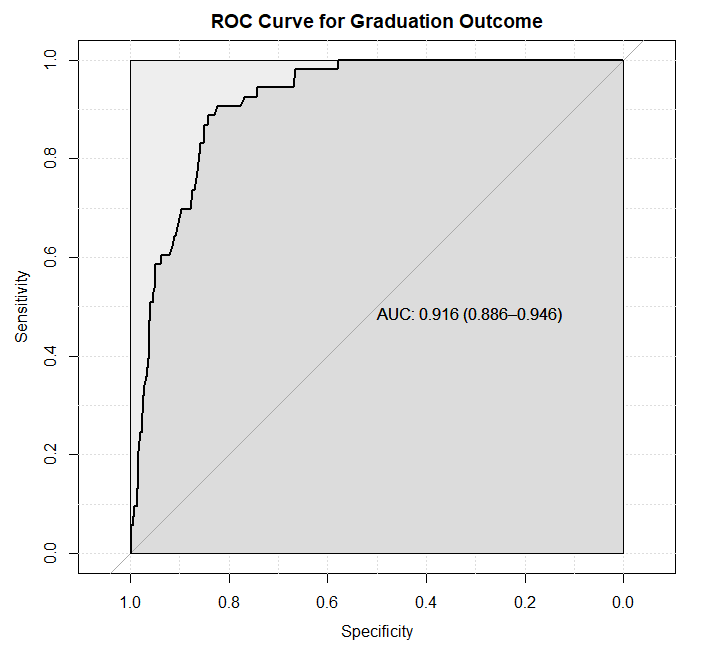 ROC Curve for Graduation Outcome
1.0
0.8
0.6
0.4
0.2
0.0
Sensitivity
AUC: 0.916 (0.886–0.946)
1.0 0.8 0.6 0.4 0.2 0.0
Specificity